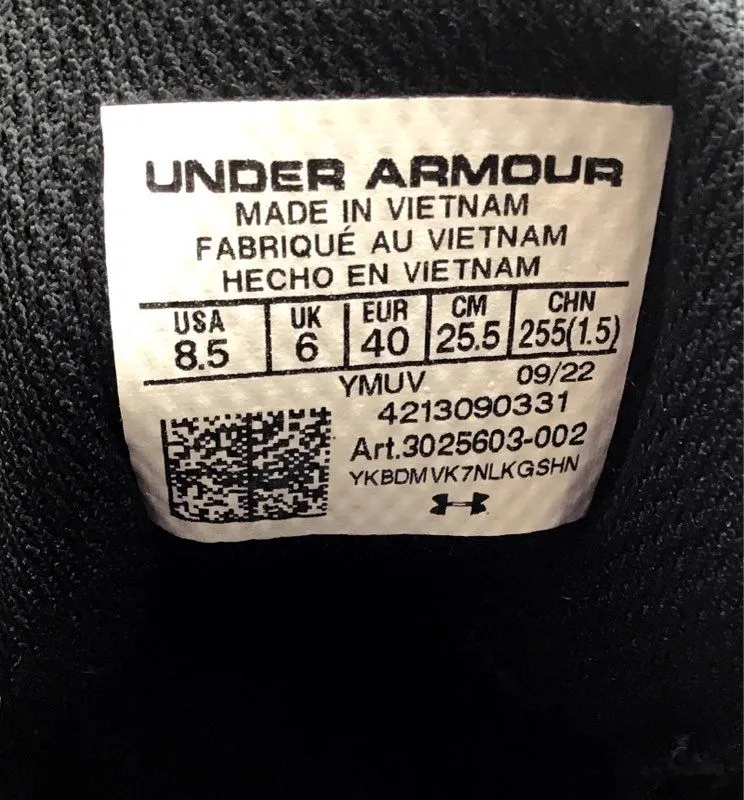 UNDER ARMOUR
MADE IN VIETNAM
FABRIQUÉ AU VIETNAM
HECHO EN VIETNAM
USA UK EUR CM CHN
8.5 6 40 25.5 255(1.5)
YMUV 09/22
4213090331
Art.3025603-002
YKBDMVK7NLKGSHN